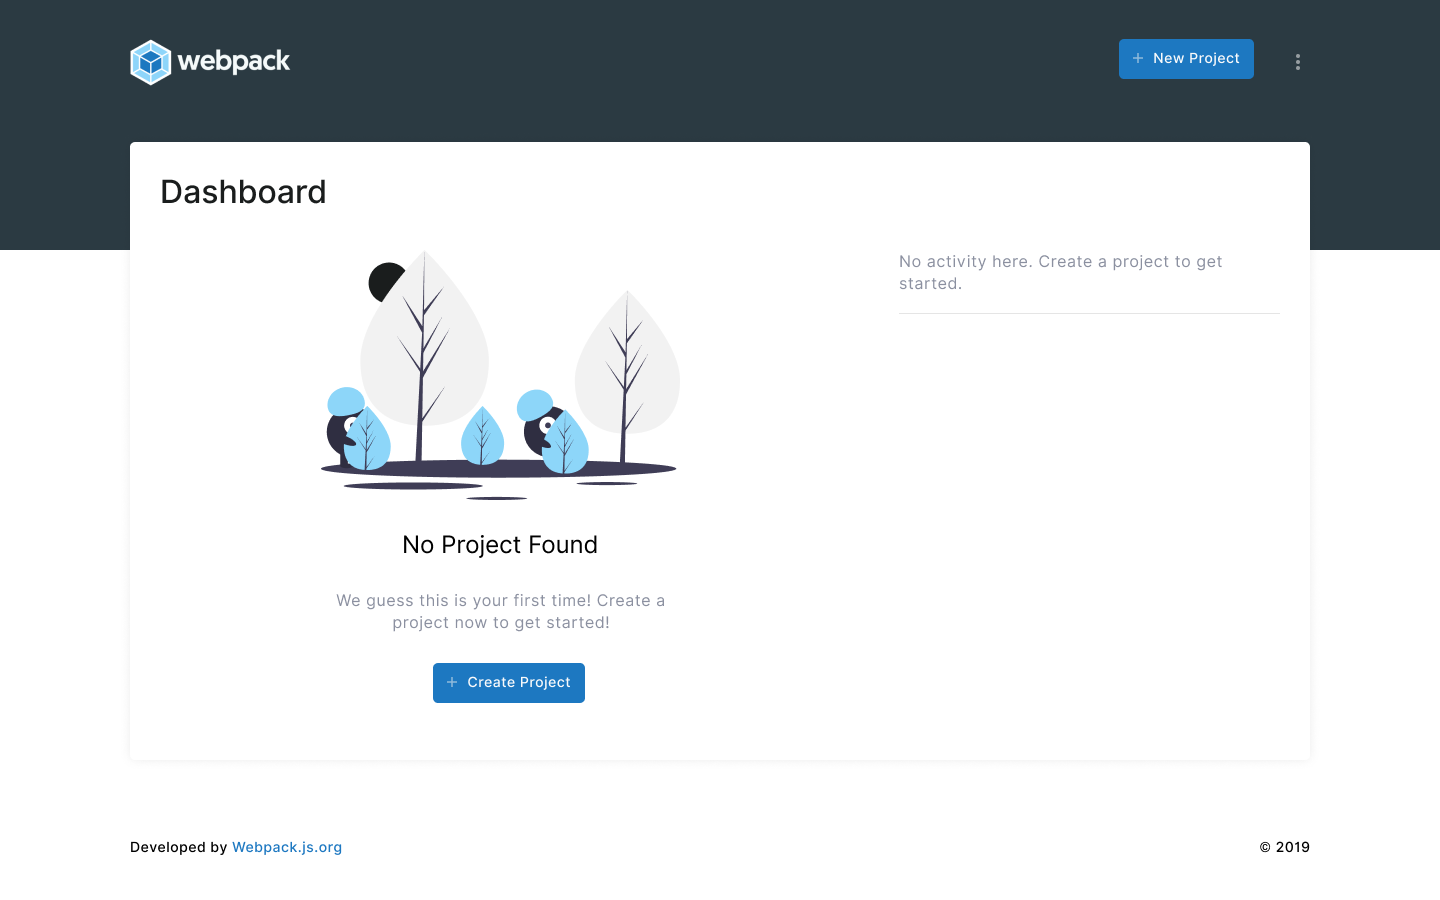 webpack
New Project
Dashboard
No activity here. Create a project to get
started.
No Project Found
We guess this is your first time! Create a
project now to get started!
Create Project
Developed by Webpack.js.org
© 2019